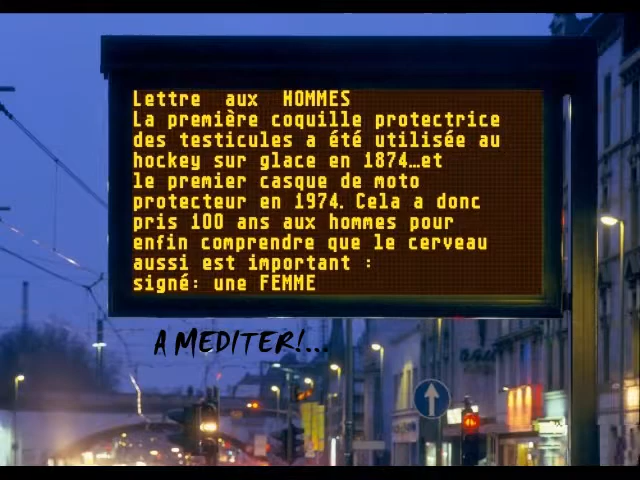 Lettre aux HOMMES
La première coquille protectrice
des testicules a été utilisée au
hockey sur glace en 1874...et
le premier casque de moto
protecteur en 1974. Cela a donc
pris 100 ans aux hommes pour
enfin comprendre que le cerveau
aussi est important :
signé: une FEMME
A MEDITER!...